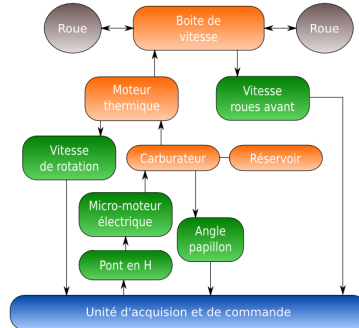 Roue
Boite de
vitesse
Roue
Moteur
thermique
Vitesse
roues avant
Vitesse
de rotation
Carburateur
Réservoir
Micro-moteur
électrique
Angle
papillon
Pont en H
Unité d'acquision et de commande